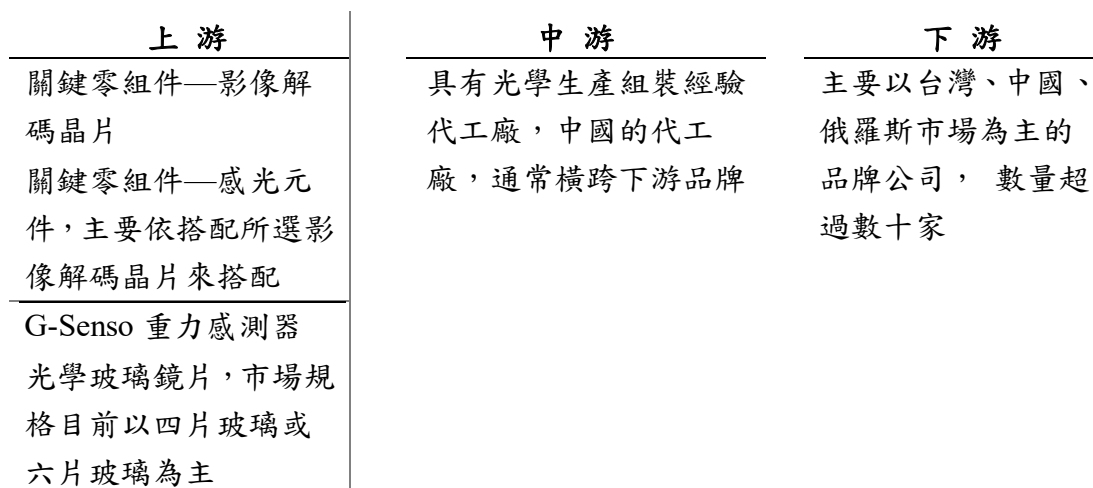 上 游
關鍵零組件—影像解
碼晶片
關鍵零組件—感光元
件，主要依搭配所選影
像解碼晶片來搭配
G-Senso 重力感測器
光學玻璃鏡片，市場規
格目前以四片玻璃或
六片玻璃為主
中 游
具有光學生產組裝經驗
代工廠，中國的代工
廠，通常橫跨下游品牌
下 游
主要以台灣、中國、
俄羅斯市場為主的
品牌公司， 數量超
過數十家